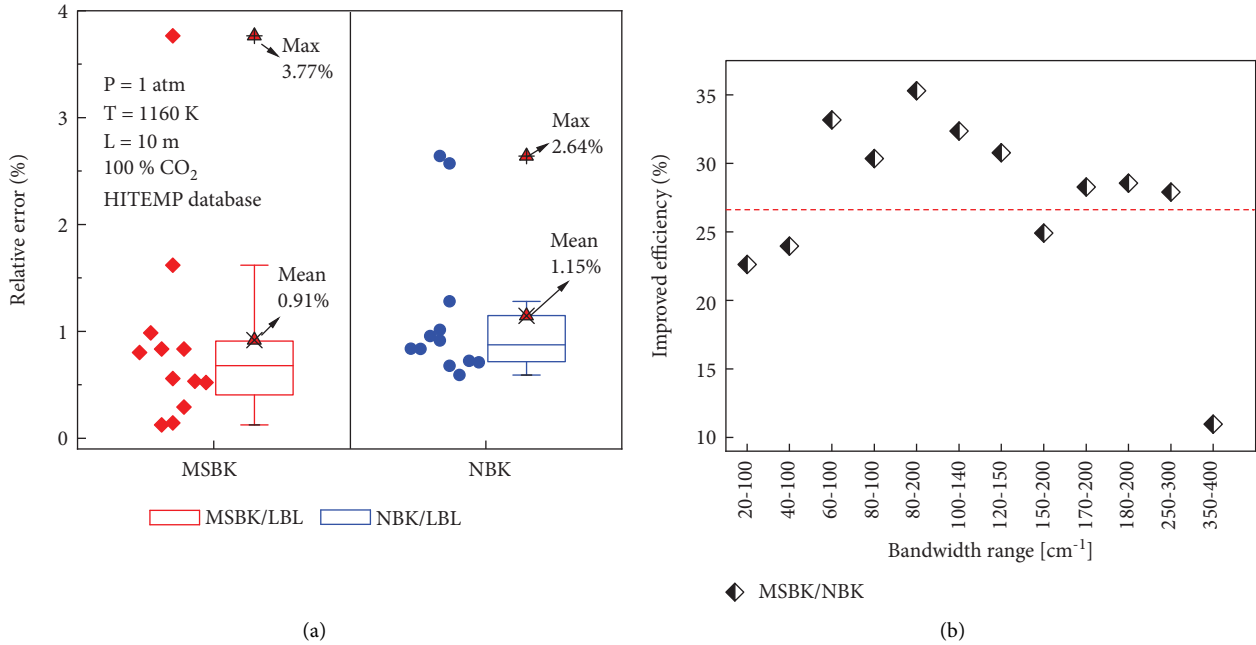 4
3
2
1
0
Relative error (%)
P = 1 atm
T = 1160 K
L = 10 m
100 % CO₂
HITEMP database
Max
3.77%
Mean
0.91%
Max
2.64%
Mean
1.15%
MSBK
NBK
MSBK/LBL
NBK/LBL
(a)
35
30
25
20
15
10
Improved efficiency (%)
20-100
40-100
60-100
80-100
80-200
100-140
120-150
150-200
170-200
180-200
250-300
350-400
Bandwidth range [cm⁻¹]
MSBK/NBK
(b)